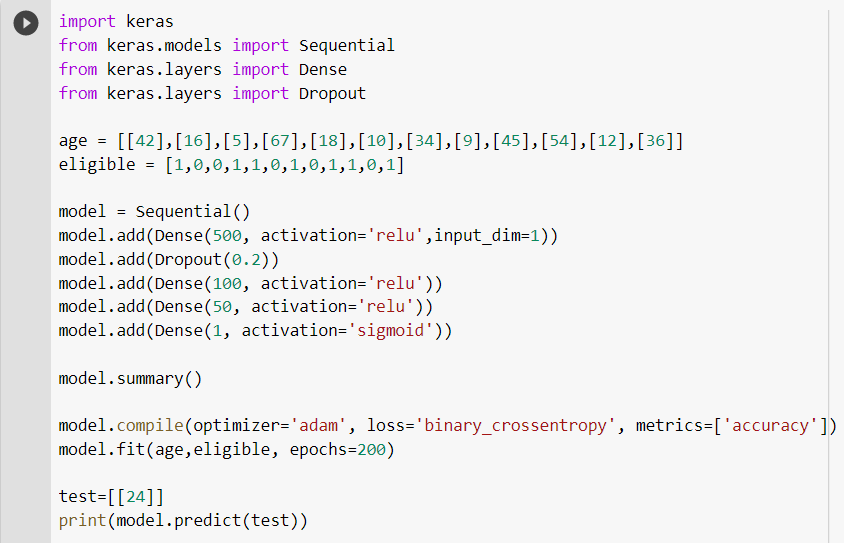 import keras
from keras.models import Sequential
from keras.layers import Dense
from keras.layers import Dropout
age = [[42],[16],[5],[67],[18],[10],[34],[9],[45],[54],[12],[36]]
eligible = [1,0,0,1,1,0,1,0,1,1,0,1]
model = Sequential()
model.add(Dense(500, activation='relu',input_dim=1))
model.add(Dropout(0.2))
model.add(Dense(100, activation='relu'))
model.add(Dense(50, activation='relu'))
model.add(Dense(1, activation='sigmoid'))
model.summary()
model.compile(optimizer='adam', loss='binary_crossentropy', metrics=['accuracy'])
model.fit(age,eligible, epochs=200)
test=[[24]]
print(model.predict(test))